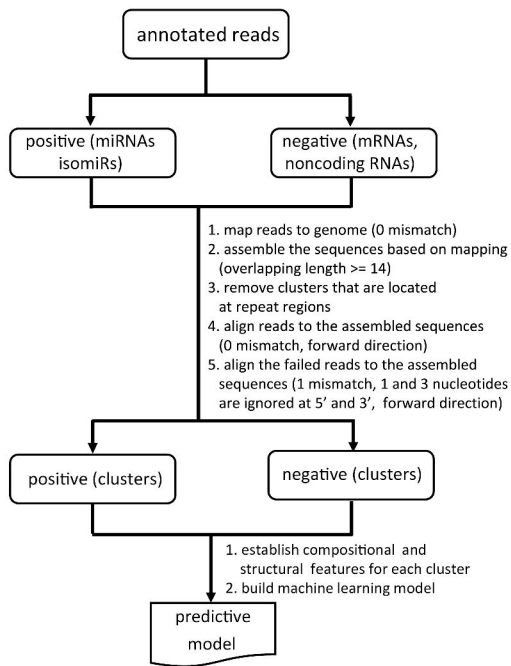 annotated reads
positive (miRNAs
isomiRs)
negative (mRNAs,
noncoding RNAs)
1. map reads to genome (0 mismatch)
2. assemble the sequences based on mapping
(overlapping length >= 14)
3. remove clusters that are located
at repeat regions
4. align reads to the assembled sequences
(0 mismatch, forward direction)
5. align the failed reads to the assembled
sequences (1 mismatch, 1 and 3 nucleotides
are ignored at 5’ and 3’, forward direction)
positive (clusters)
negative (clusters)
1. establish compositional and
structural features for each cluster
2. build machine learning model
predictive
model